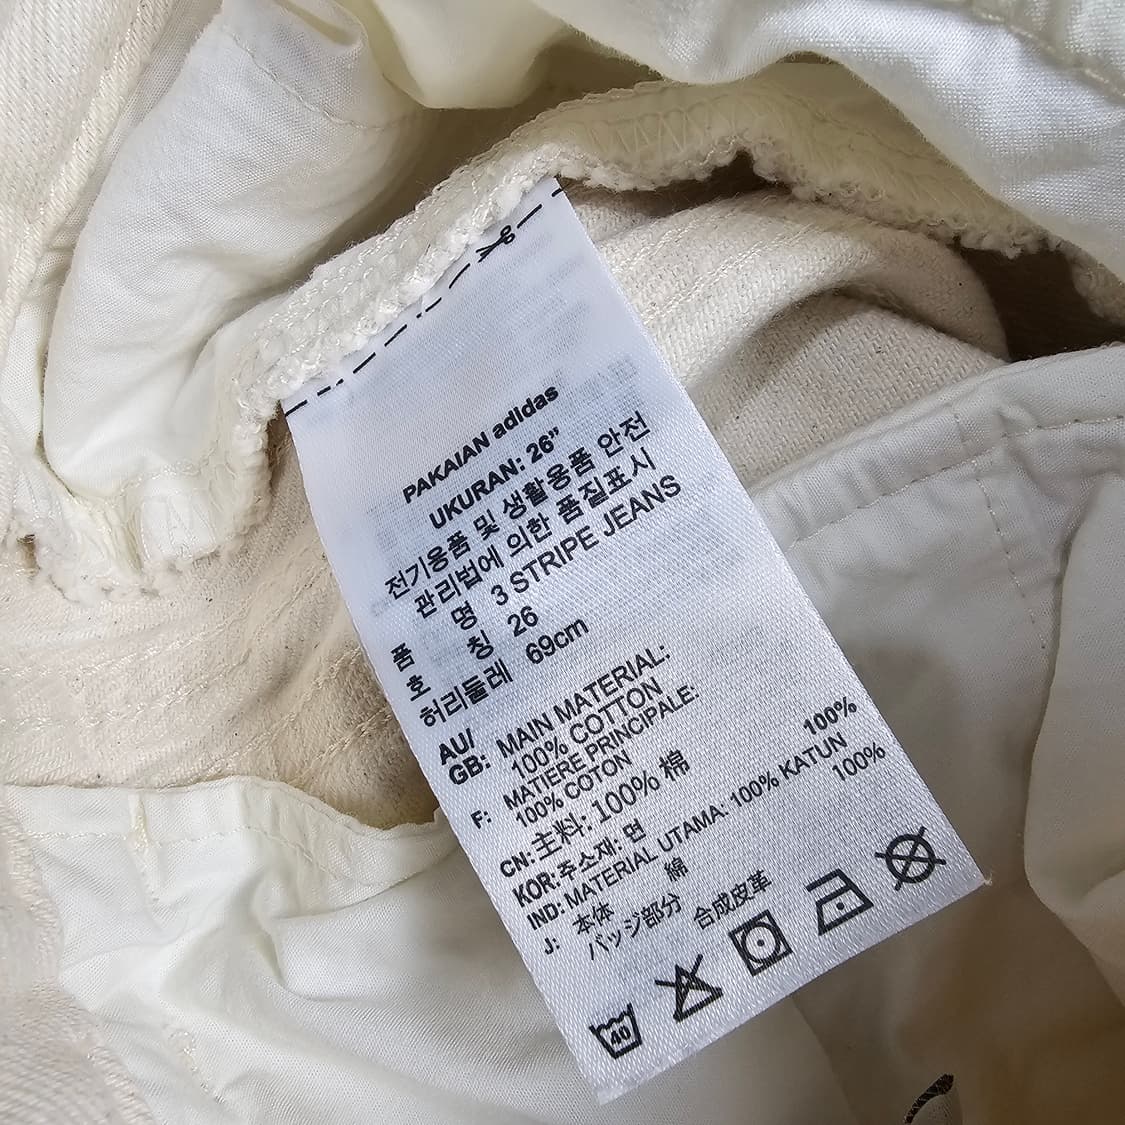 PAKAIAN adidas
UKURAN: 26"
전기용품 및 생활용품 안전
관리법에 의한 품질표시
품 명 3 STRIPE JEANS
호 칭 26
허리둘레 69cm
AU/
GB: MAIN MATERIAL:
100% COTTON
F: MATIERE PRINCIPALE:
100% COTON
CN: 主料: 100% 棉
KOR: 주소재: 면 100%
IND: MATERIAL UTAMA: 100% KATUN
J: 本体 綿 100%
バッジ部分 合成皮革
40